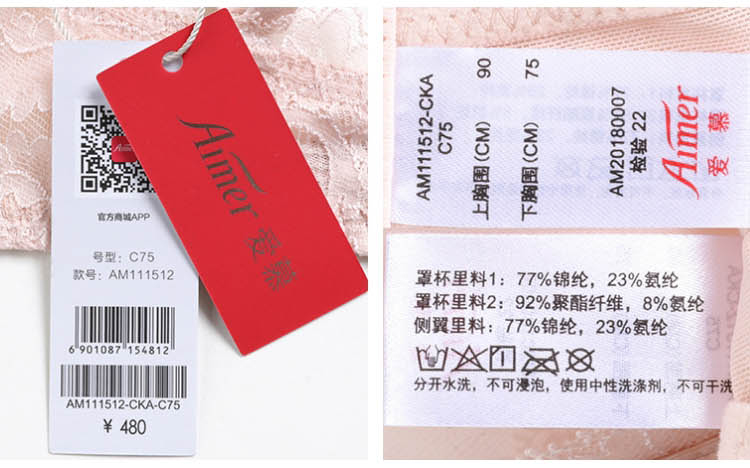 Aimer
爱慕
官方商城APP
号型：C75
款号：AM111512
6 901087 154812
AM111512-CKA-C75
¥ 480
AM111512-CKA
C75
上胸围(CM) 90
下胸围(CM) 75
AM20180007
检验 22
Aimer
爱慕
罩杯里料1：77%锦纶，23%氨纶
罩杯里料2：92%聚酯纤维，8%氨纶
侧翼里料：77%锦纶，23%氨纶
分开水洗，不可浸泡，使用中性洗涤剂，不可干洗